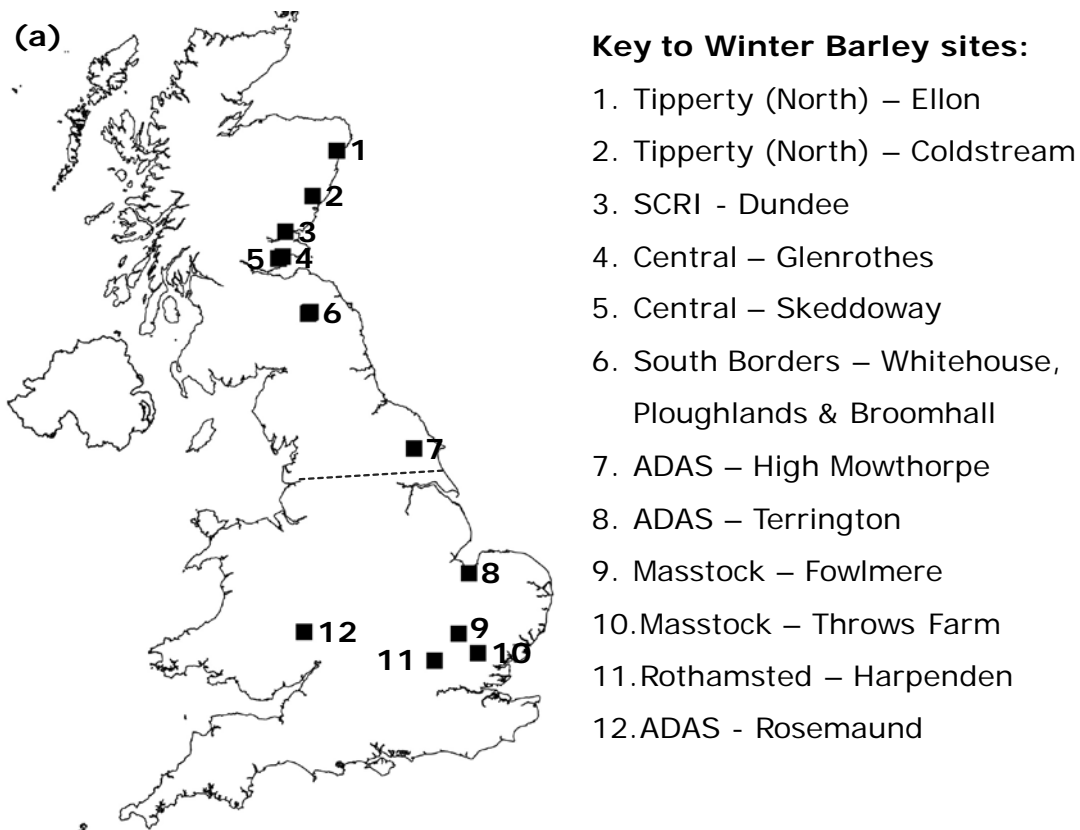 (a)
Key to Winter Barley sites:
1. Tipperty (North) – Ellon
2. Tipperty (North) – Coldstream
3. SCRI - Dundee
4. Central – Glenrothes
5. Central – Skeddoway
6. South Borders – Whitehouse,
Ploughlands & Broomhall
7. ADAS – High Mowthorpe
8. ADAS – Terrington
9. Masstock – Fowlmere
10.Masstock – Throws Farm
11.Rothamsted – Harpenden
12.ADAS - Rosemaund
1
2
3
5 4
6
7
8
12
9
10
11